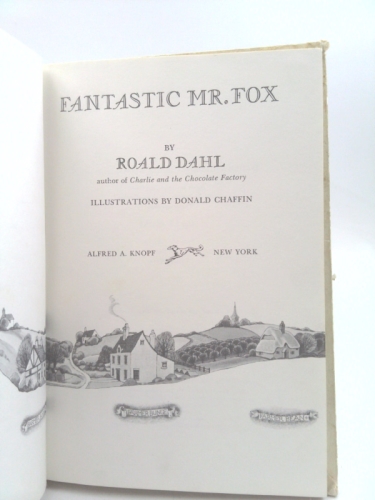 FANTASTIC MR. FOX
BY
ROALD DAHL
author of Charlie and the Chocolate Factory
ILLUSTRATIONS BY DONALD CHAFFIN
ALFRED A. KNOPF NEW YORK